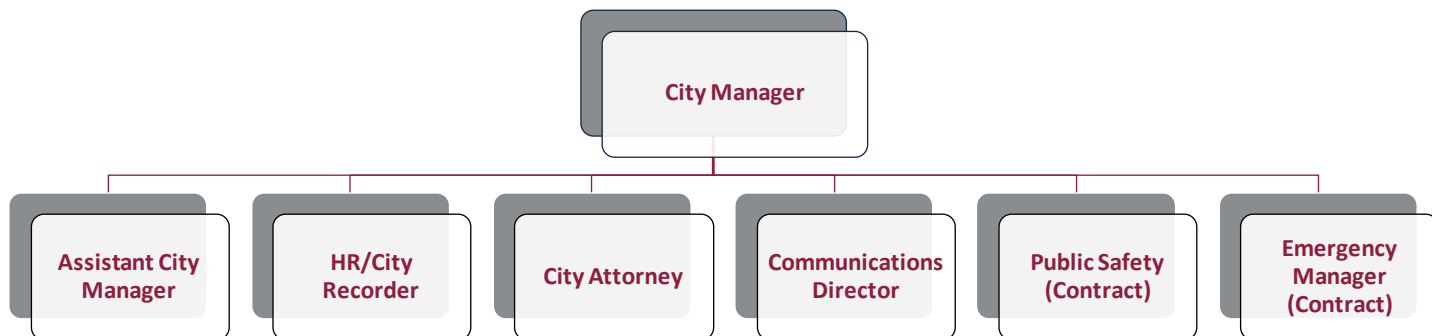 City Manager
Assistant City
Manager
HR/City
Recorder
City Attorney
Communications
Director
Public Safety
(Contract)
Emergency
Manager
(Contract)